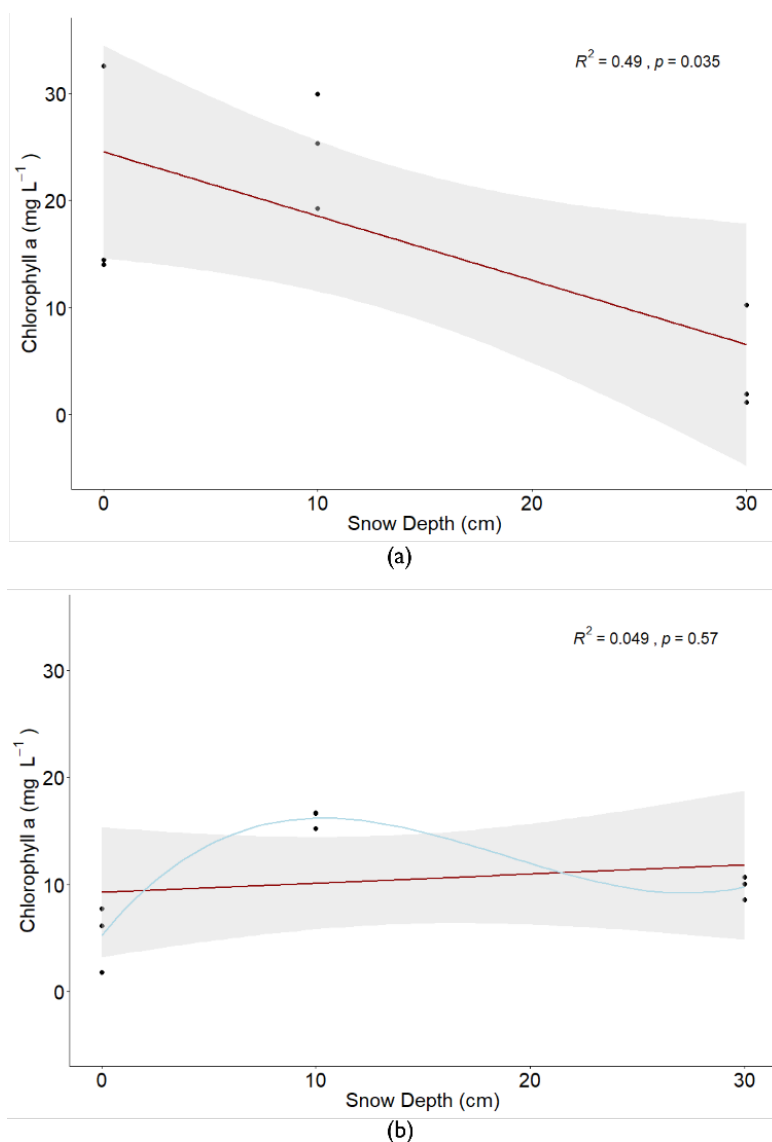 R² = 0.49 , p = 0.035
Chlorophyll a (mg L⁻¹ )
30
20
10
0
0 10 20 30
Snow Depth (cm)
(a)
R² = 0.049 , p = 0.57
Chlorophyll a (mg L⁻¹ )
30
20
10
0
0 10 20 30
Snow Depth (cm)
(b)